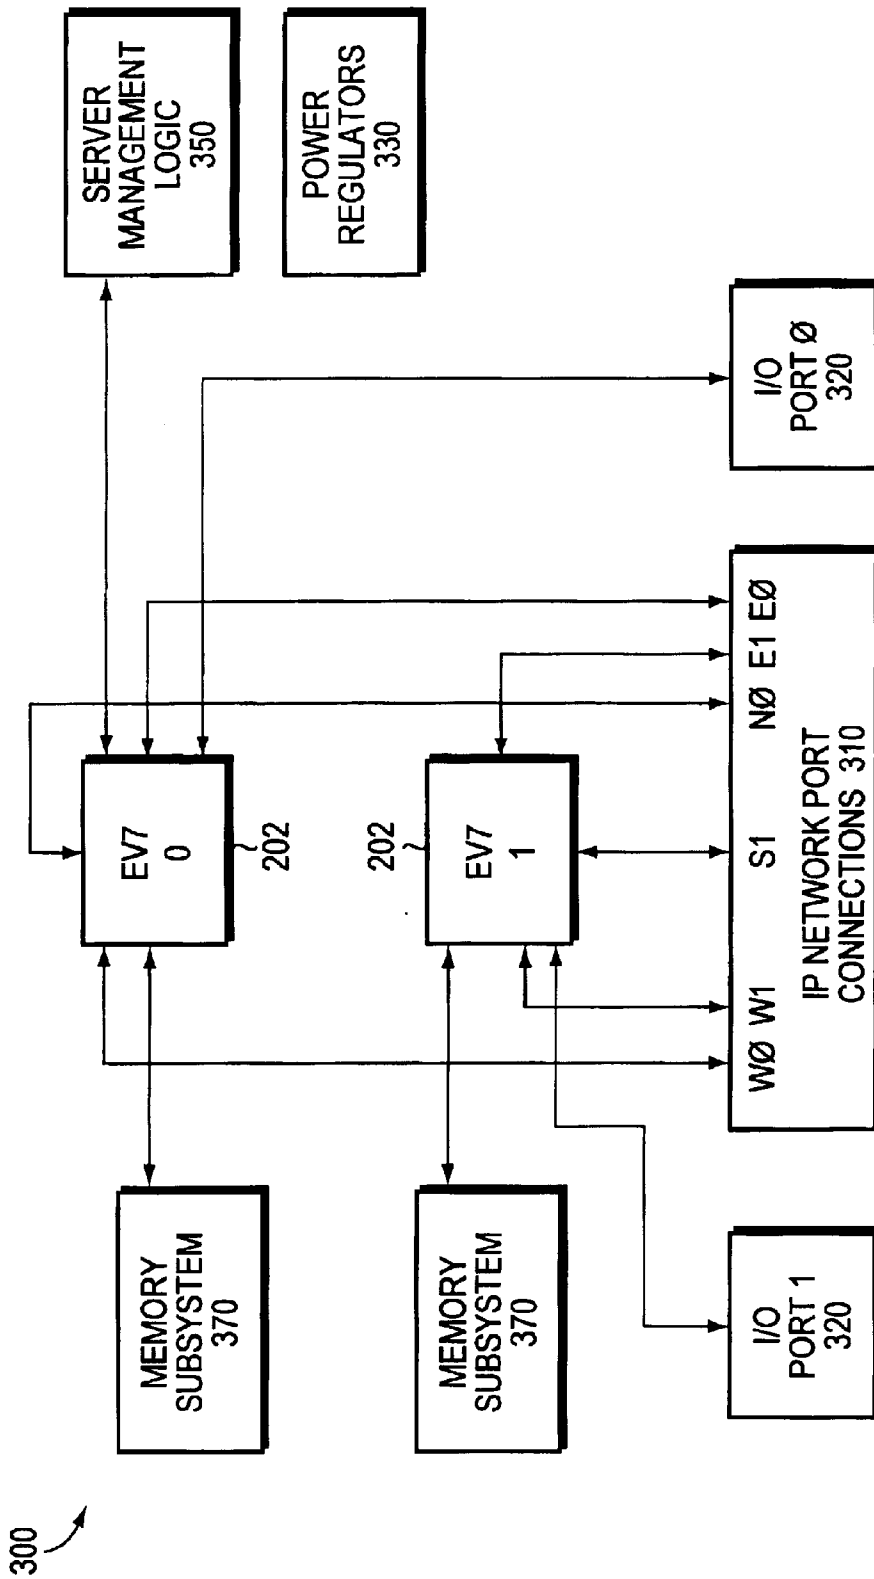 300
MEMORY
SUBSYSTEM
370
EV7
0
202
SERVER
MANAGEMENT
LOGIC
350
POWER
REGULATORS
330
MEMORY
SUBSYSTEM
370
202
EV7
1
I/O
PORT 1
320
WØ W1 S1 NØ E1 EØ
IP NETWORK PORT
CONNECTIONS 310
I/O
PORT Ø
320